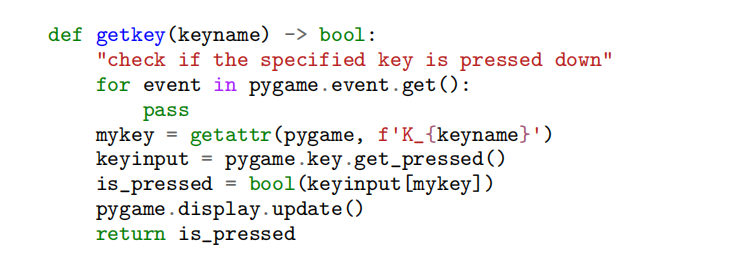 def getkey(keyname) -> bool:
    "check if the specified key is pressed down"
    for event in pygame.event.get():
        pass
    mykey = getattr(pygame, f'K_{keyname}')
    keyinput = pygame.key.get_pressed()
    is_pressed = bool(keyinput[mykey])
    pygame.display.update()
    return is_pressed